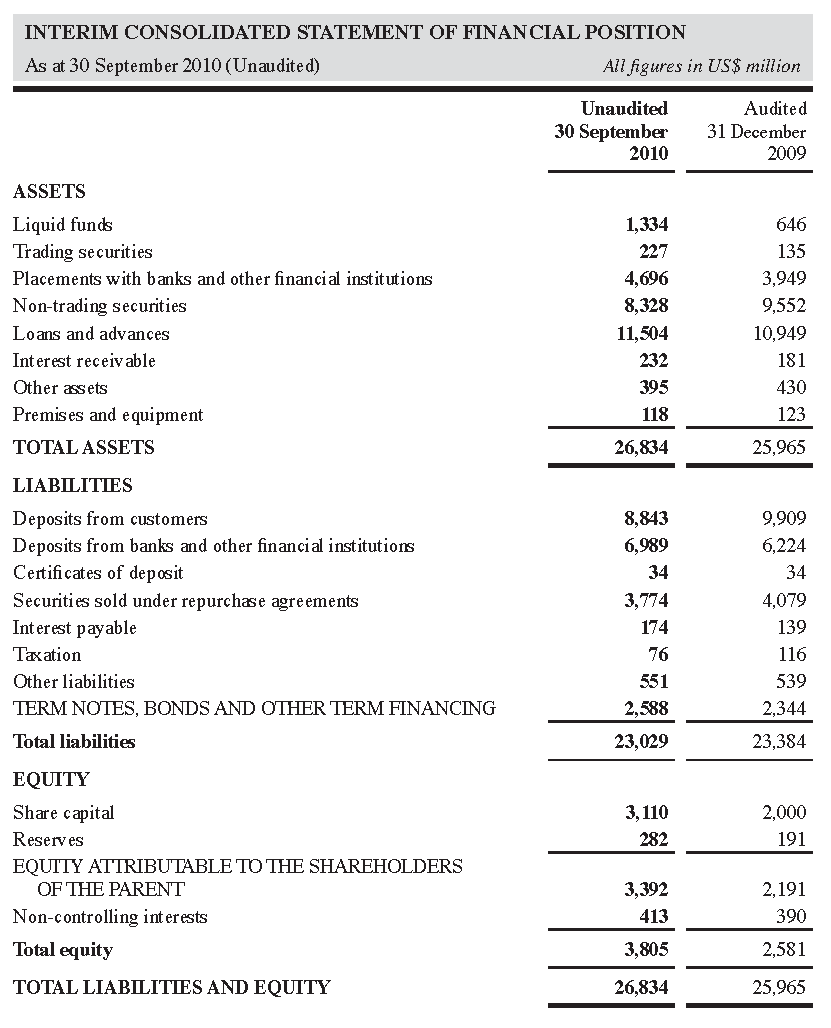 INTERIM CONSOLIDATED STATEMENT OF FINANCIAL POSITION
As at 30 September 2010 (Unaudited) All figures in US$ million
Unaudited Audited
30 September 31 December
2010 2009
ASSETS
Liquid funds 1,334 646
Trading securities 227 135
Placements with banks and other financial institutions 4,696 3,949
Non-trading securities 8,328 9,552
Loans and advances 11,504 10,949
Interest receivable 232 181
Other assets 395 430
Premises and equipment 118 123
TOTAL ASSETS 26,834 25,965
LIABILITIES
Deposits from customers 8,843 9,909
Deposits from banks and other financial institutions 6,989 6,224
Certificates of deposit 34 34
Securities sold under repurchase agreements 3,774 4,079
Interest payable 174 139
Taxation 76 116
Other liabilities 551 539
TERM NOTES, BONDS AND OTHER TERM FINANCING 2,588 2,344
Total liabilities 23,029 23,384
EQUITY
Share capital 3,110 2,000
Reserves 282 191
EQUITY ATTRIBUTABLE TO THE SHAREHOLDERS
OF THE PARENT 3,392 2,191
Non-controlling interests 413 390
Total equity 3,805 2,581
TOTAL LIABILITIES AND EQUITY 26,834 25,965